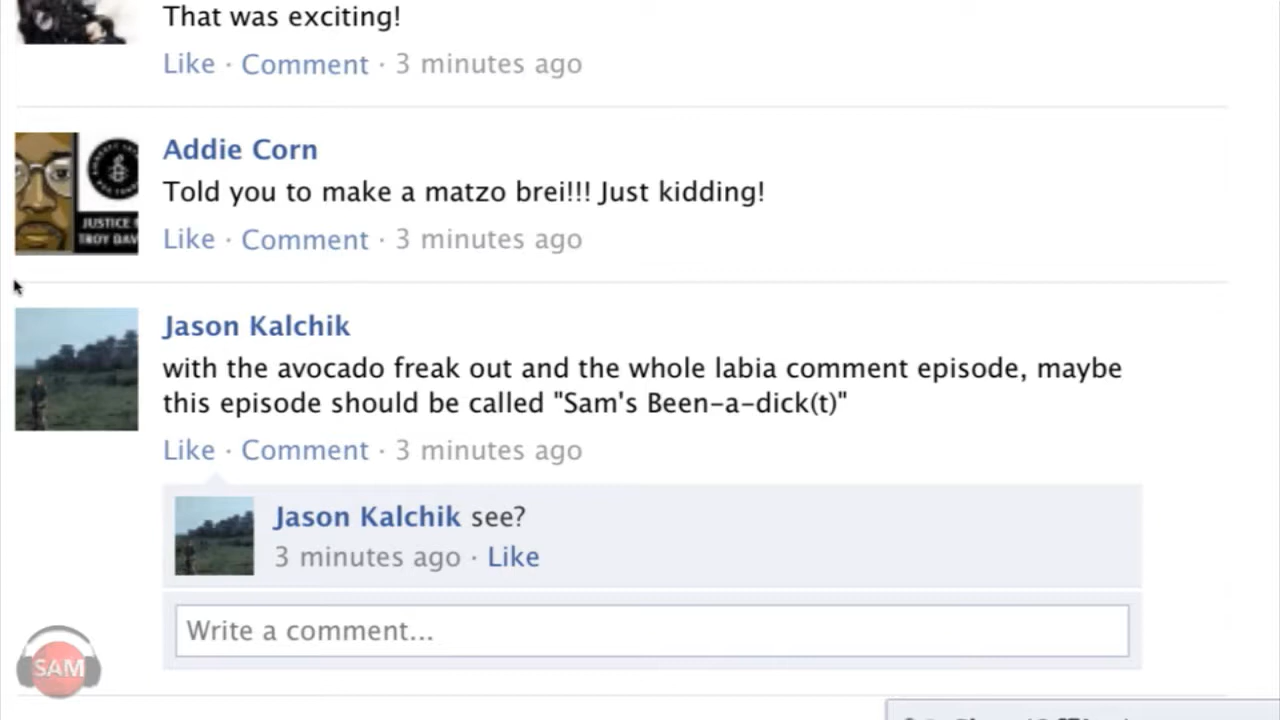 That was exciting!
Like · Comment · 3 minutes ago
Addie Corn
JUSTICE
TROY DAV
Told you to make a matzo brei!!! Just kidding!
Like · Comment · 3 minutes ago
Jason Kalchik
with the avocado freak out and the whole labia comment episode, maybe
this episode should be called "Sam's Been-a-dick(t)"
Like · Comment · 3 minutes ago
Jason Kalchik see?
3 minutes ago · Like
Write a comment...
SAM